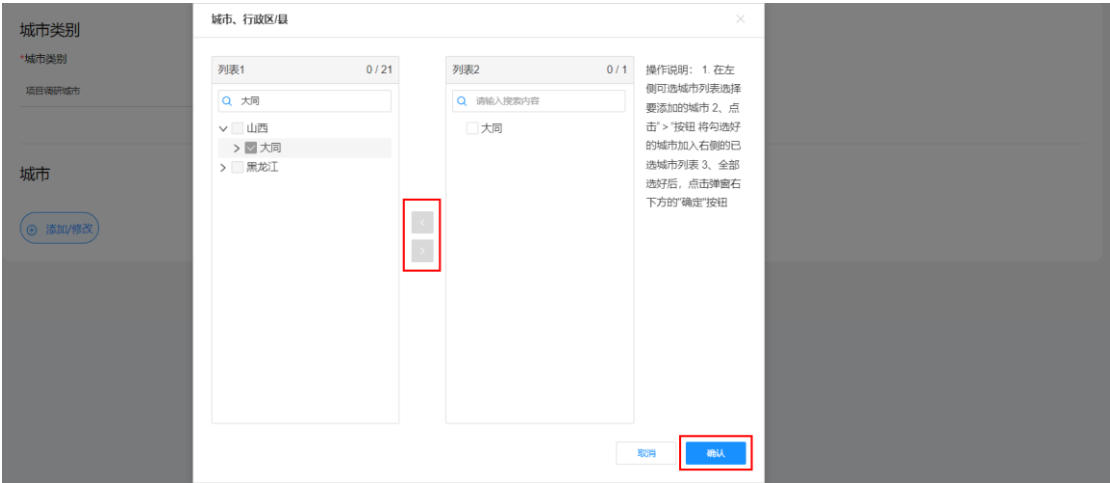 城市类别
*城市类别
项目调研城市
城市
添加/修改
城市、行政区/县
列表1 0 / 21
大同
山西
大同
黑龙江
<
>
列表2 0 / 1
请输入搜索内容
大同
操作说明： 1. 在左
侧可选城市列表选择
要添加的城市 2、点
击" > "按钮 将勾选好
的城市加入右侧的已
选城市列表 3、全部
选好后，点击弹窗右
下方的"确定"按钮
取消 确认